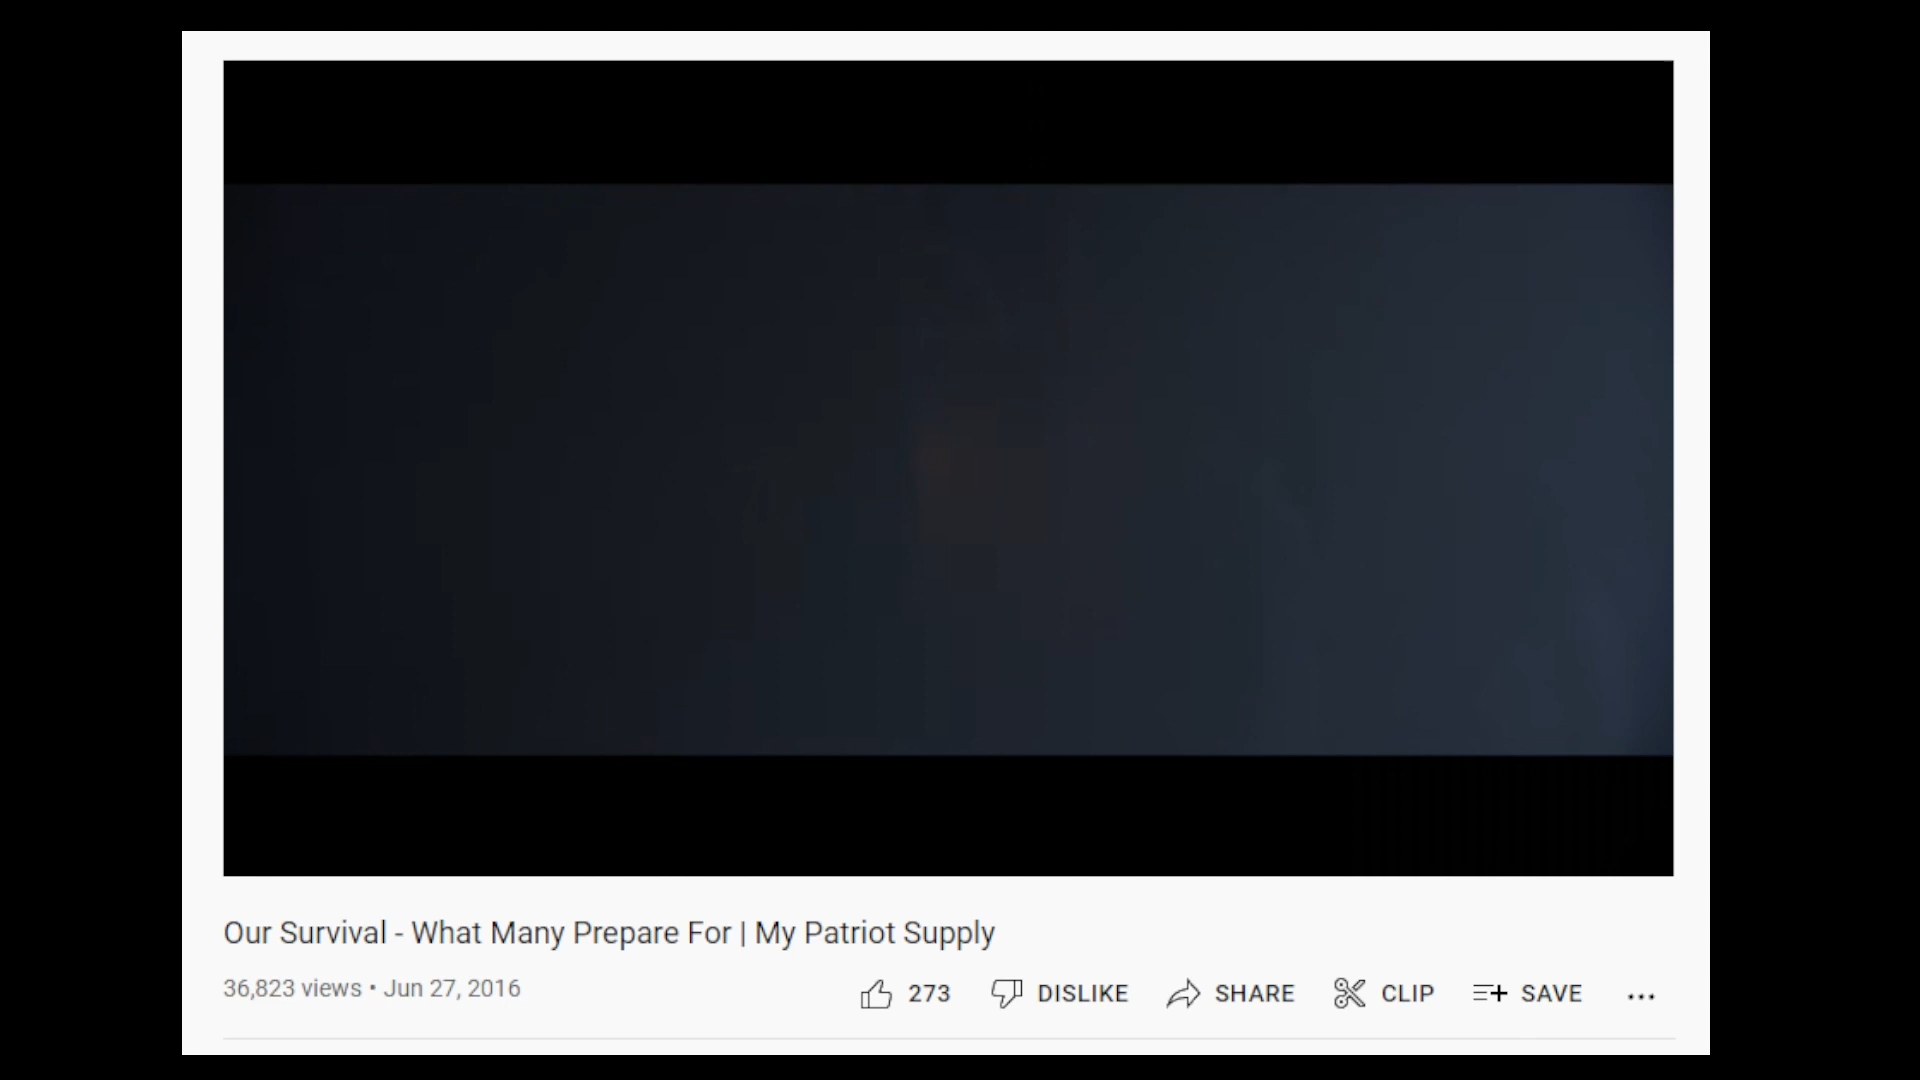 Our Survival - What Many Prepare For | My Patriot Supply
36,823 views • Jun 27, 2016
273 DISLIKE SHARE CLIP SAVE ...